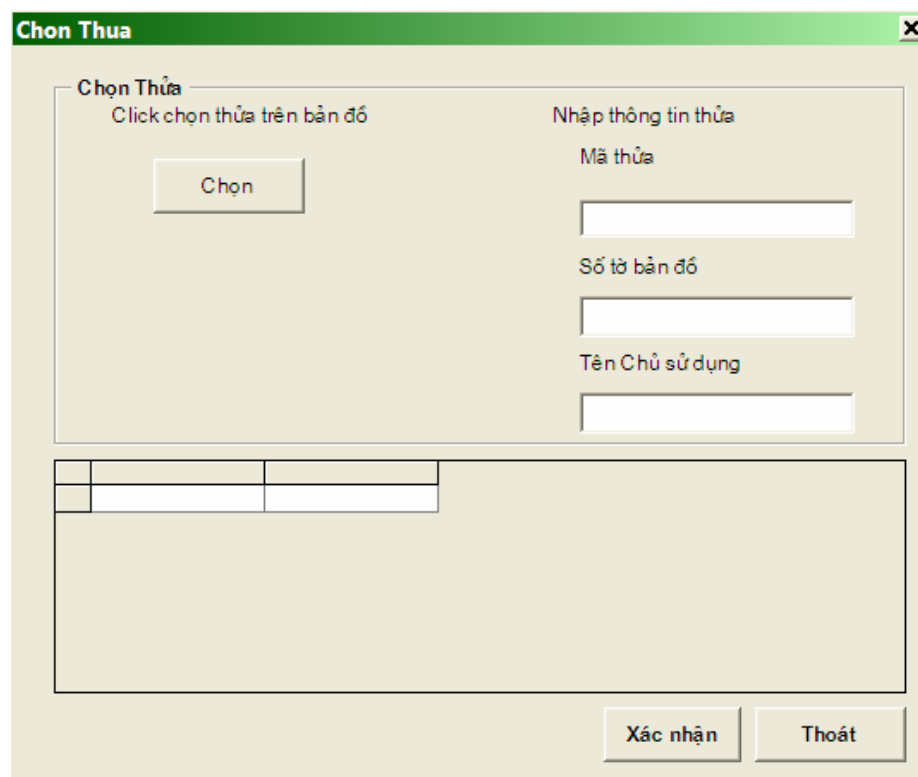 Chon Thua
Chọn Thửa
Click chọn thửa trên bản đồ
Chọn
Nhập thông tin thửa
Mã thửa
Số tờ bản đồ
Tên Chủ sử dụng
Xác nhận
Thoát